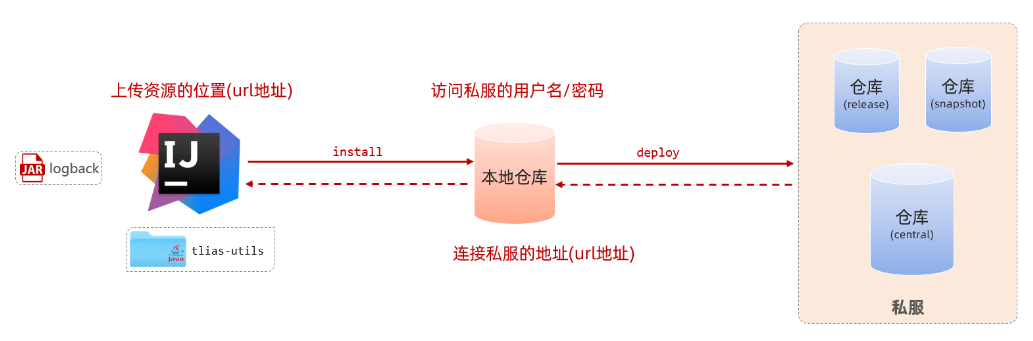 上传资源的位置(url地址)
访问私服的用户名/密码
仓库
(release)
仓库
(snapshot)
IJ
install
deploy
JAR
logback
本地仓库
仓库
(central)
tlias-utils
Java
连接私服的地址(url地址)
私服